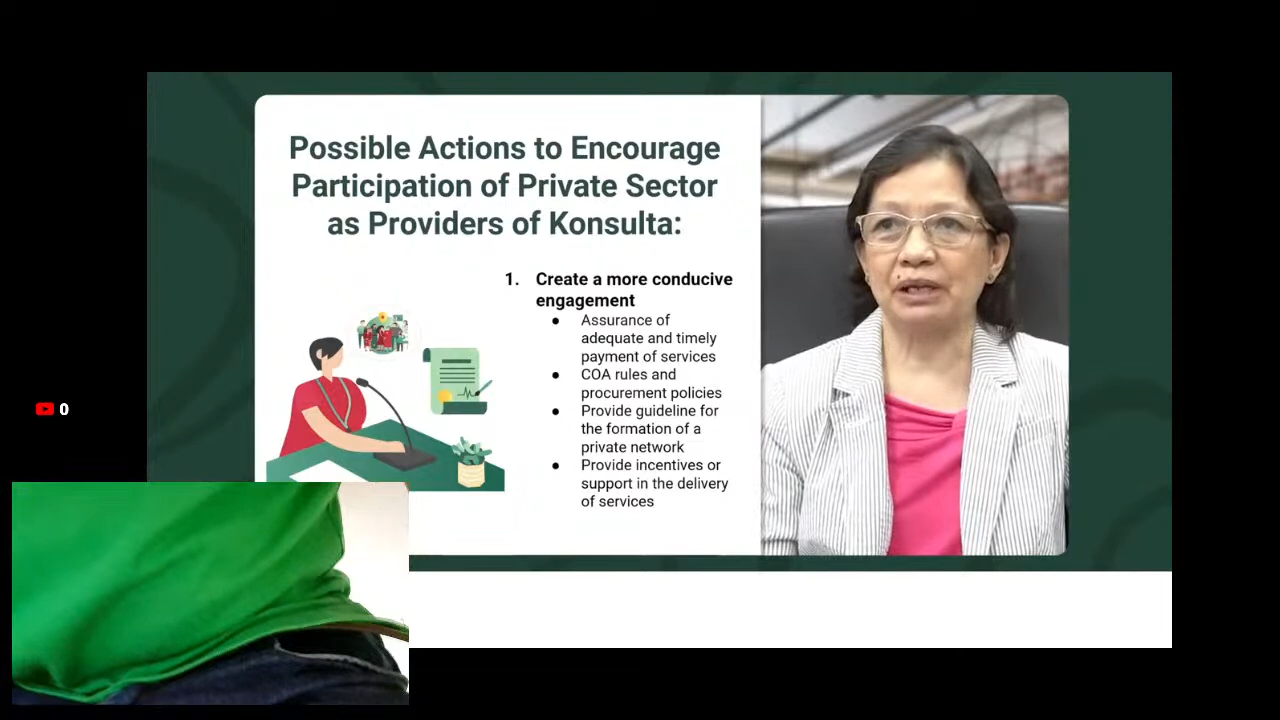 Possible Actions to Encourage
Participation of Private Sector
as Providers of Konsulta:
1. Create a more conducive
engagement
● Assurance of
adequate and timely
payment of services
● COA rules and
procurement policies
● Provide guideline for
the formation of a
private network
● Provide incentives or
support in the delivery
of services
0